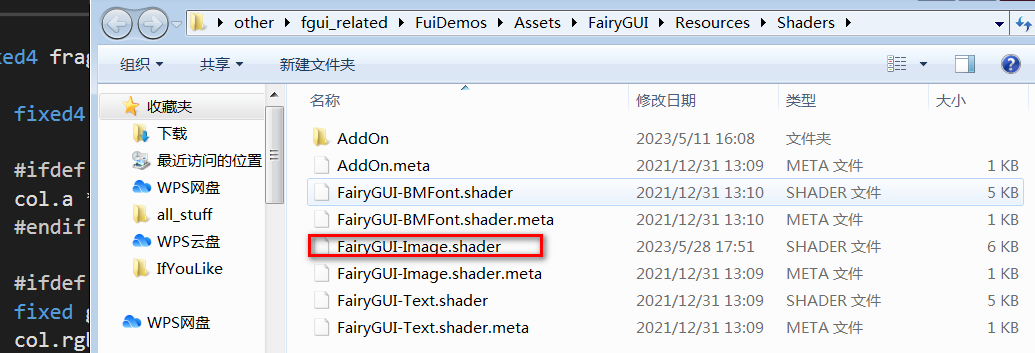 other ▸ fgui_related ▸ FuiDemos ▸ Assets ▸ FairyGUI ▸ Resources ▸ Shaders ▸
组织 共享 新建文件夹
名称 修改日期 类型 大小
AddOn 2023/5/11 16:08 文件夹
AddOn.meta 2021/12/31 13:09 META 文件 1 KB
FairyGUI-BMFont.shader 2021/12/31 13:10 SHADER 文件 5 KB
FairyGUI-BMFont.shader.meta 2021/12/31 13:10 META 文件 1 KB
FairyGUI-Image.shader 2023/5/28 17:51 SHADER 文件 6 KB
FairyGUI-Image.shader.meta 2021/12/31 13:09 META 文件 1 KB
FairyGUI-Text.shader 2021/12/31 13:09 SHADER 文件 5 KB
FairyGUI-Text.shader.meta 2021/12/31 13:09 META 文件 1 KB
收藏夹
下载
最近访问的位置
WPS网盘
all_stuff
WPS云盘
IfYouLike
WPS网盘
xed4 frag
fixed4
#ifdef
col.a *
#endif
#ifdef
fixed g
col.rgb